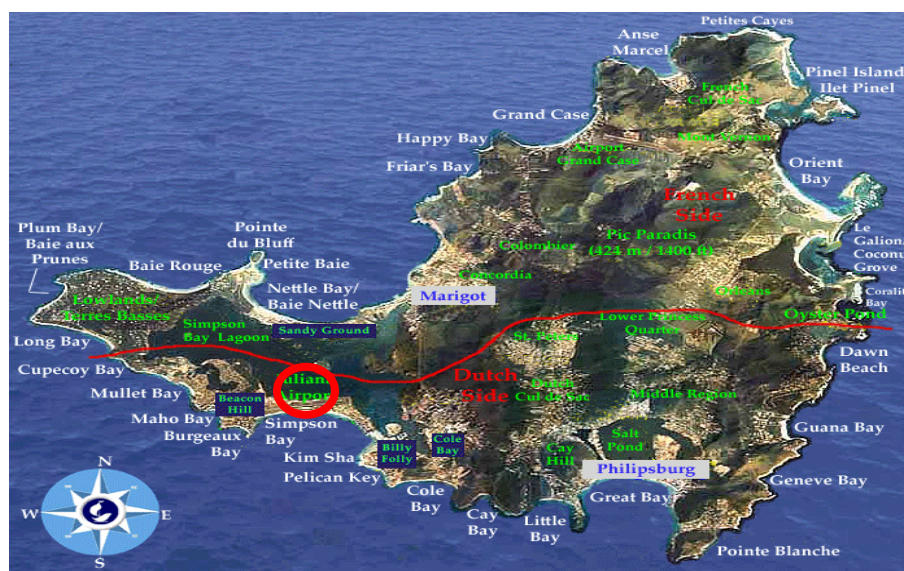 Petites Cayes
Anse
Marcel
Pinel Island
Ilet Pinel
French
Cul de Sac
Grand Case
Mont Vernon
Happy Bay
Airport
Grand Case
Friar's Bay
Orient
Bay
French
Side
Plum Bay/
Baie aux
Prunes
Pointe
du Bluff
Pic Paradis
(424 m / 1400 ft)
Le
Galion/
Coconut
Grove
Colombier
Petite Baie
Baie Rouge
Concordia
Nettle Bay/
Baie Nettle
Marigot
Orleans
Coralita
Bay
Lowlands/
Terres Basses
Oyster Pond
Simpson
Bay Lagoon
Sandy Ground
Lower Princess
Quarter
St. Peter
Long Bay
Dawn
Beach
Cupecoy Bay
Juliana
Airport
Dutch
Side
Dutch
Cul de Sac
Middle Region
Mullet Bay
Beacon
Hill
Maho Bay
Simpson
Bay
Burgeaux
Bay
Salt
Pond
Guana Bay
Cole
Bay
Billy
Folly
Cay
Hill
Kim Sha
Philipsburg
Pelican Key
Geneve Bay
Cole
Bay
Great Bay
Cay
Bay
Little
Bay
Pointe Blanche
N
W
E
S